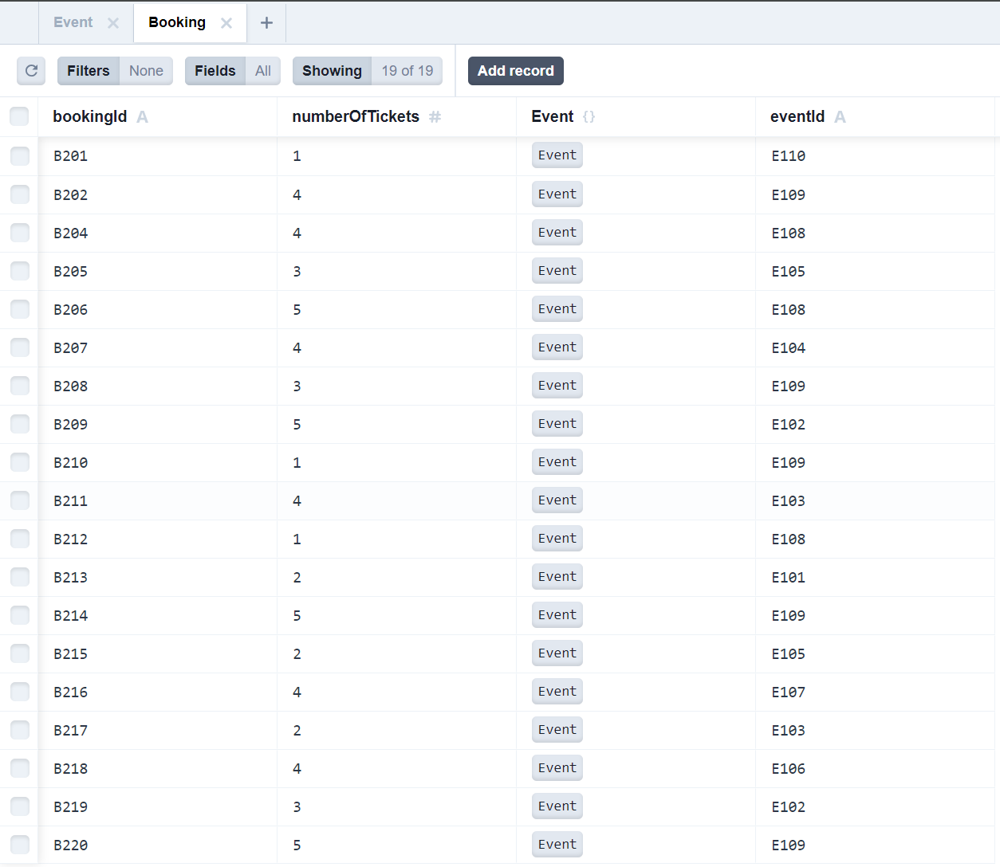 Event Booking +
Filters None Fields All Showing 19 of 19 Add record
bookingId A numberOfTickets # Event {} eventId A
B201 1 Event E110
B202 4 Event E109
B204 4 Event E108
B205 3 Event E105
B206 5 Event E108
B207 4 Event E104
B208 3 Event E109
B209 5 Event E102
B210 1 Event E109
B211 4 Event E103
B212 1 Event E108
B213 2 Event E101
B214 5 Event E109
B215 2 Event E105
B216 4 Event E107
B217 2 Event E103
B218 4 Event E106
B219 3 Event E102
B220 5 Event E109